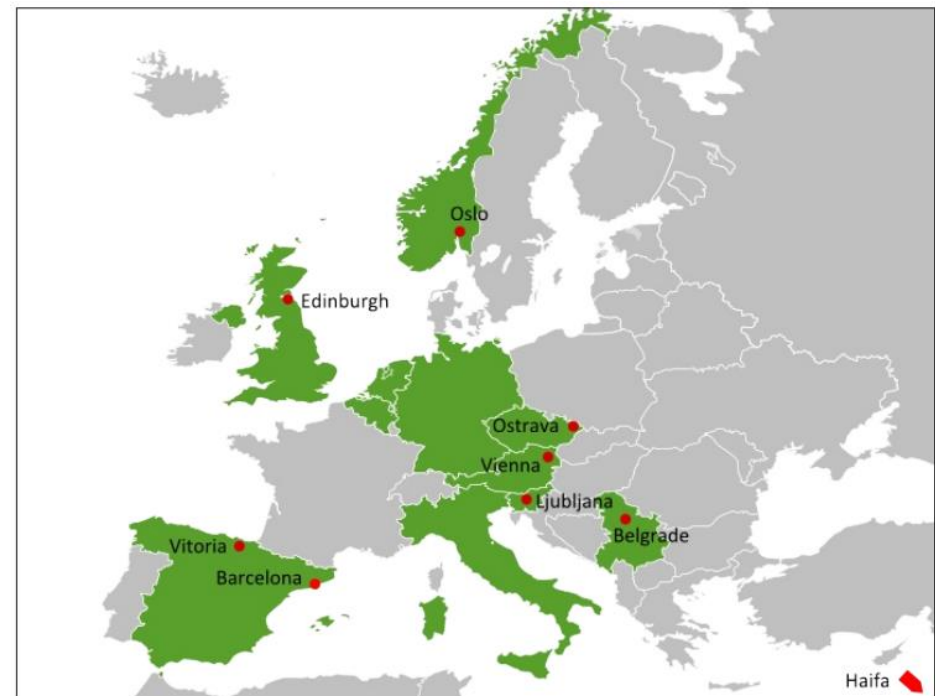 Oslo
Edinburgh
Ostrava
Vienna
Ljubljana
Belgrade
Vitoria
Barcelona
Haifa